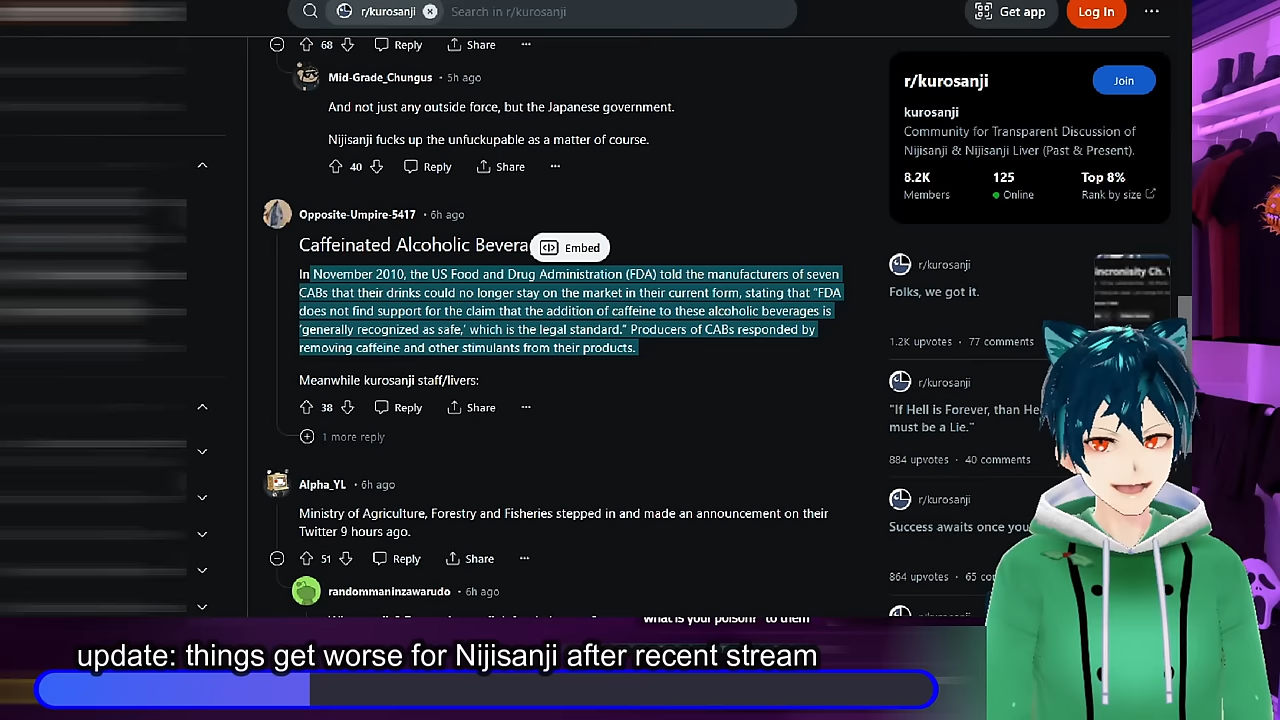 r/kurosanji
Search in r/kurosanji
Get app
Log In
68
Reply
Share
Mid-Grade_Chungus • 5h ago
And not just any outside force, but the Japanese government.
Nijisanji fucks up the unfuckupable as a matter of course.
40
Reply
Share
Opposite-Umpire-5417 • 6h ago
Caffeinated Alcoholic Bevera
Embed
In November 2010, the US Food and Drug Administration (FDA) told the manufacturers of seven
CABs that their drinks could no longer stay on the market in their current form, stating that "FDA
does not find support for the claim that the addition of caffeine to these alcoholic beverages is
'generally recognized as safe,' which is the legal standard." Producers of CABs responded by
removing caffeine and other stimulants from their products.
Meanwhile kurosanji staff/livers:
38
Reply
Share
1 more reply
Alpha_YL • 6h ago
Ministry of Agriculture, Forestry and Fisheries stepped in and made an announcement on their
Twitter 9 hours ago.
51
Reply
Share
randommaninzawarudo • 6h ago
what is your poison? to them
r/kurosanji
Join
kurosanji
Community for Transparent Discussion of
Nijisanji & Nijisanji Liver (Past & Present).
8.2K
125
Top 8%
Members
Online
Rank by size
r/kurosanji
Folks, we got it.
1.2K upvotes • 77 comments
r/kurosanji
"If Hell is Forever, than He
must be a Lie."
884 upvotes • 40 comments
r/kurosanji
Success awaits once you
864 upvotes • 65 co
update: things get worse for Nijisanji after recent stream